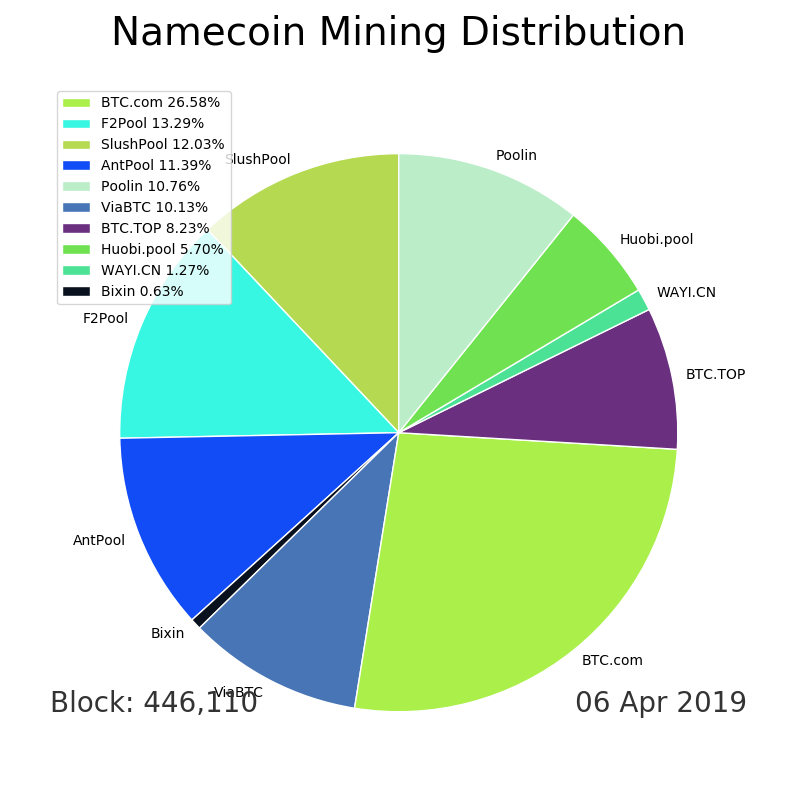 Namecoin Mining Distribution
BTC.com 26.58%
F2Pool 13.29%
SlushPool 12.03%
AntPool 11.39%
Poolin 10.76%
ViaBTC 10.13%
BTC.TOP 8.23%
Huobi.pool 5.70%
WAYI.CN 1.27%
Bixin 0.63%
SlushPool
Poolin
Huobi.pool
WAYI.CN
F2Pool
BTC.TOP
AntPool
Bixin
BTC.com
ViaBTC
Block: 446,110
06 Apr 2019